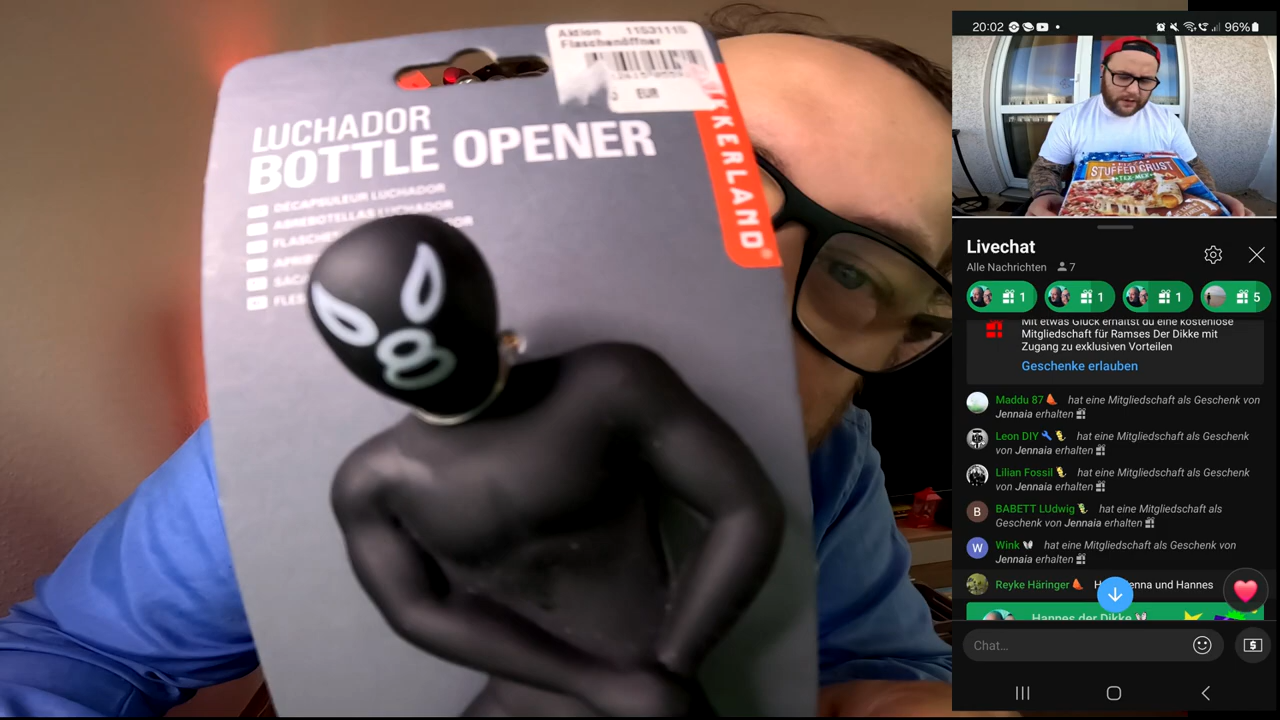 Aktion 11531115
Flaschenöffner
EUR
LUCHADOR
BOTTLE OPENER
KIKKERLAND®
DÉCAPSULEUR LUCHADOR
ABREBOTELLAS LUCHADOR
20:02
96%
STUFFED CRUST
TEX-MEX
Livechat
Alle Nachrichten 7
1
1
1
5
Mit etwas Glück erhältst du eine kostenlose
Mitgliedschaft für Ramses Der Dikke mit
Zugang zu exklusiven Vorteilen
Geschenke erlauben
Maddu 87 hat eine Mitgliedschaft als Geschenk von
Jennaia erhalten
Leon DIY hat eine Mitgliedschaft als Geschenk
von Jennaia erhalten
Lilian Fossil hat eine Mitgliedschaft als Geschenk
von Jennaia erhalten
B
BABETT LUdwig hat eine Mitgliedschaft als
Geschenk von Jennaia erhalten
W
Wink hat eine Mitgliedschaft als Geschenk von
Jennaia erhalten
Reyke Häringer und Hannes
Hannes der Dikke
Chat...